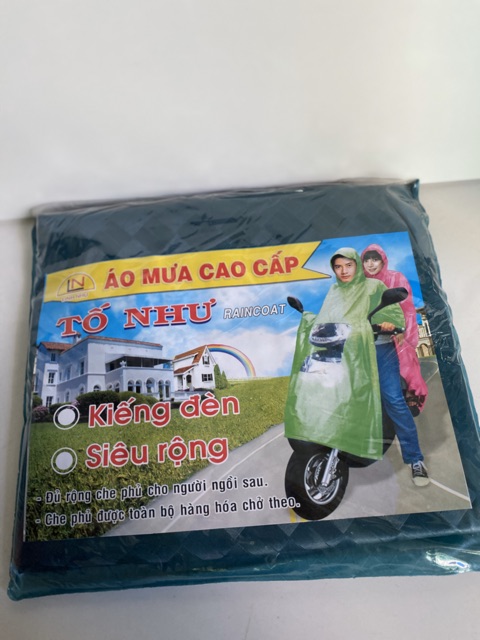 ÁO MƯA CAO CẤP
TỐ NHƯ RAINCOAT
Kiếng đèn
Siêu rộng
- Đủ rộng che phủ cho người ngồi sau.
- Che phủ được toàn bộ hàng hóa chở theo.